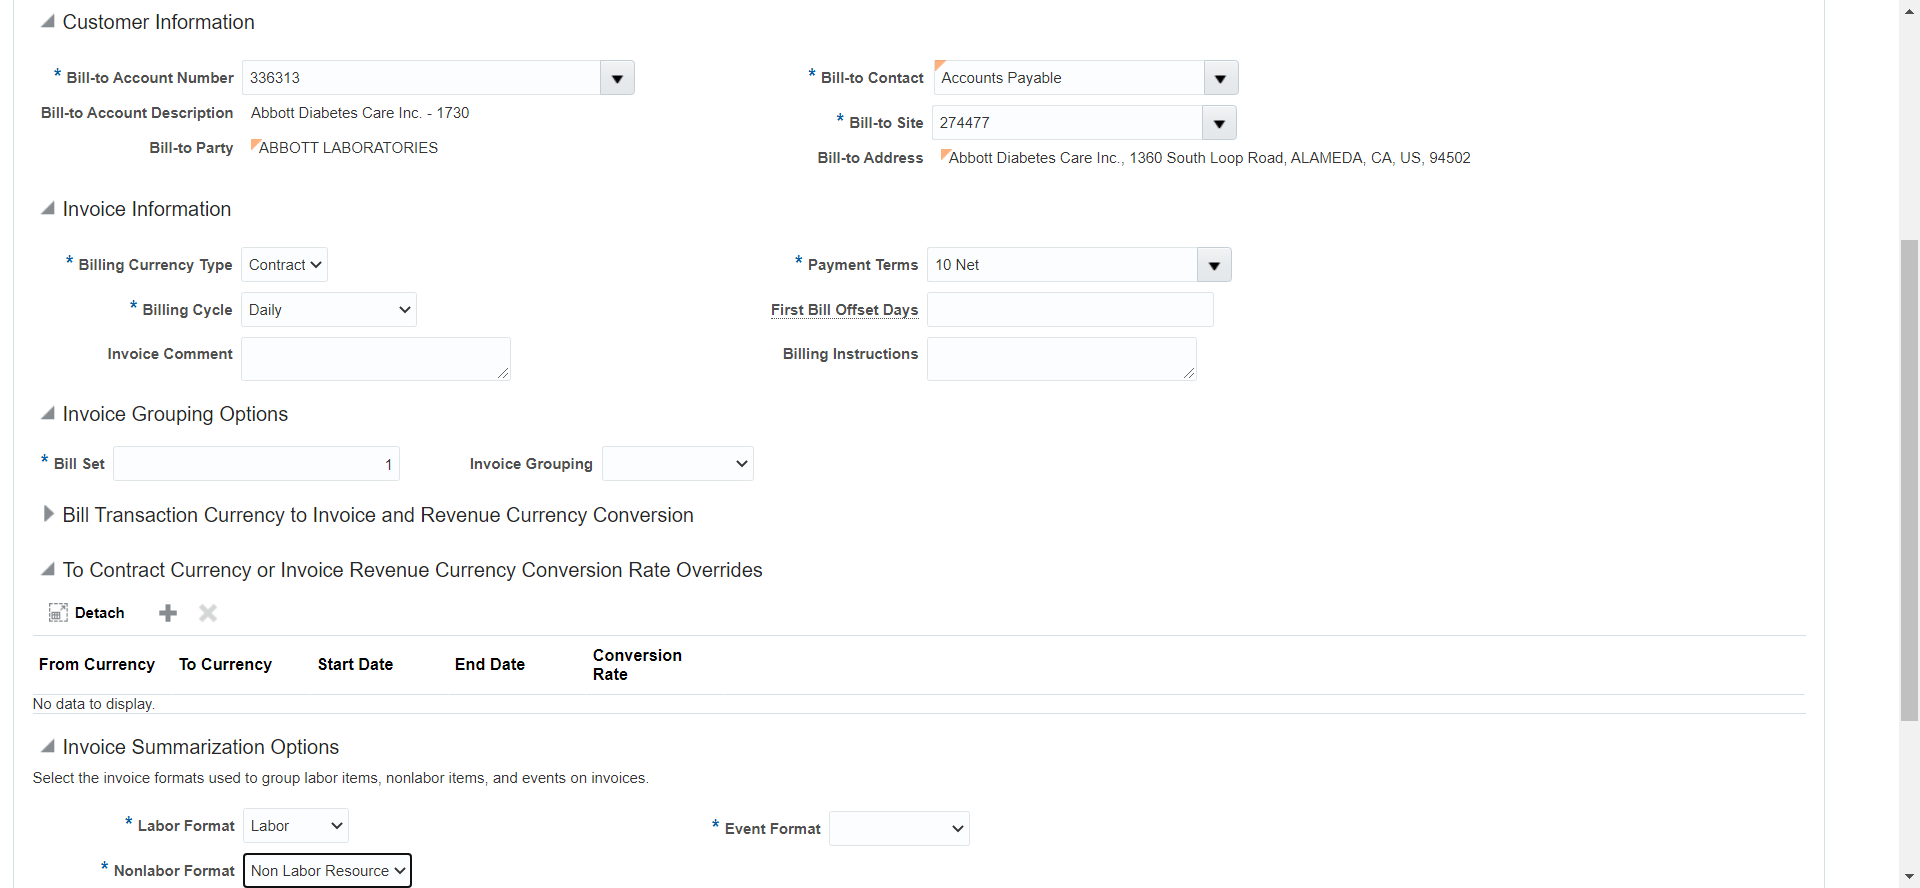 Customer Information
* Bill-to Account Number 336313
Bill-to Account Description Abbott Diabetes Care Inc. - 1730
Bill-to Party ABBOTT LABORATORIES
* Bill-to Contact Accounts Payable
* Bill-to Site 274477
Bill-to Address Abbott Diabetes Care Inc., 1360 South Loop Road, ALAMEDA, CA, US, 94502
Invoice Information
* Billing Currency Type Contract
* Billing Cycle Daily
Invoice Comment
* Payment Terms 10 Net
First Bill Offset Days
Billing Instructions
Invoice Grouping Options
* Bill Set 1 Invoice Grouping
Bill Transaction Currency to Invoice and Revenue Currency Conversion
To Contract Currency or Invoice Revenue Currency Conversion Rate Overrides
Detach
From Currency To Currency Start Date End Date Conversion Rate
No data to display.
Invoice Summarization Options
Select the invoice formats used to group labor items, nonlabor items, and events on invoices.
* Labor Format Labor
* Event Format
* Nonlabor Format Non Labor Resource